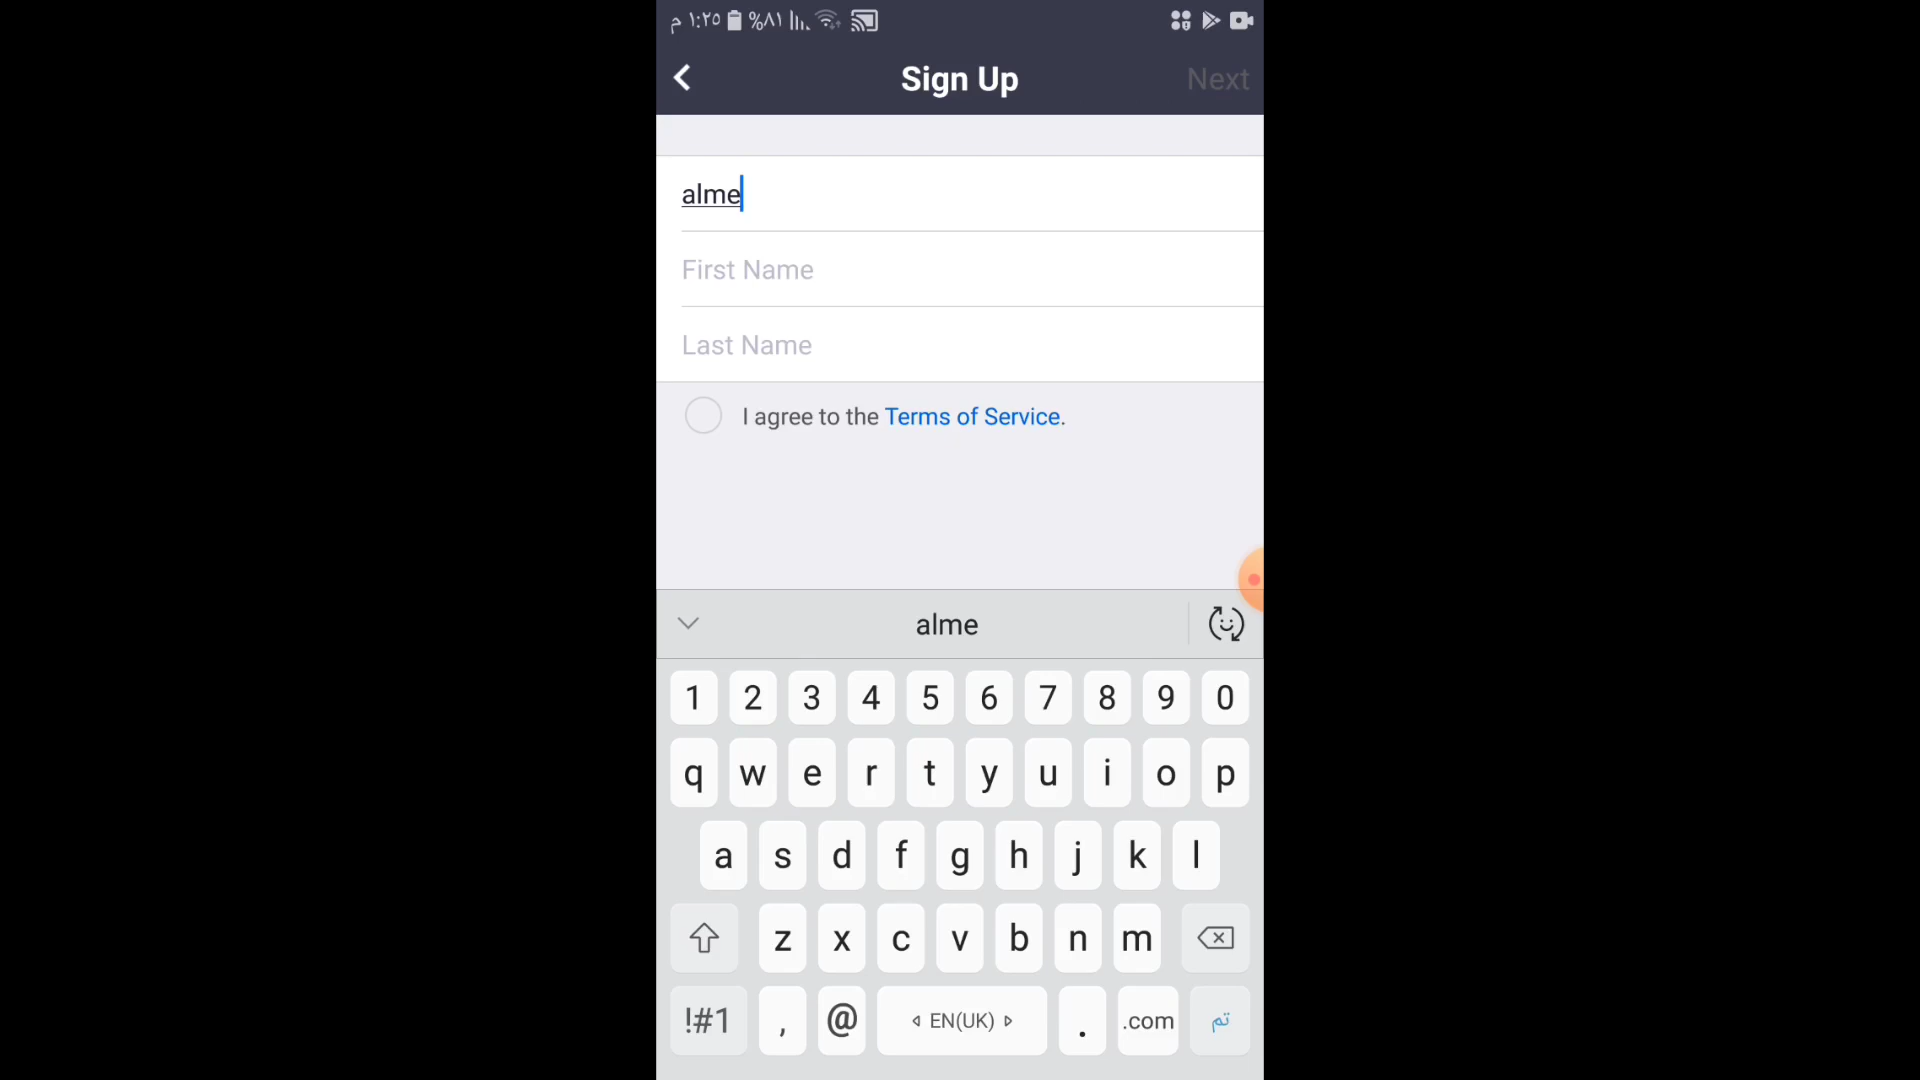 م ١:٢٥ %٨١
Sign Up
Next
alme
First Name
Last Name
I agree to the Terms of Service.
alme
1 2 3 4 5 6 7 8 9 0
q w e r t y u i o p
a s d f g h j k l
z x c v b n m
!#1 , @ EN(UK) . .com تم